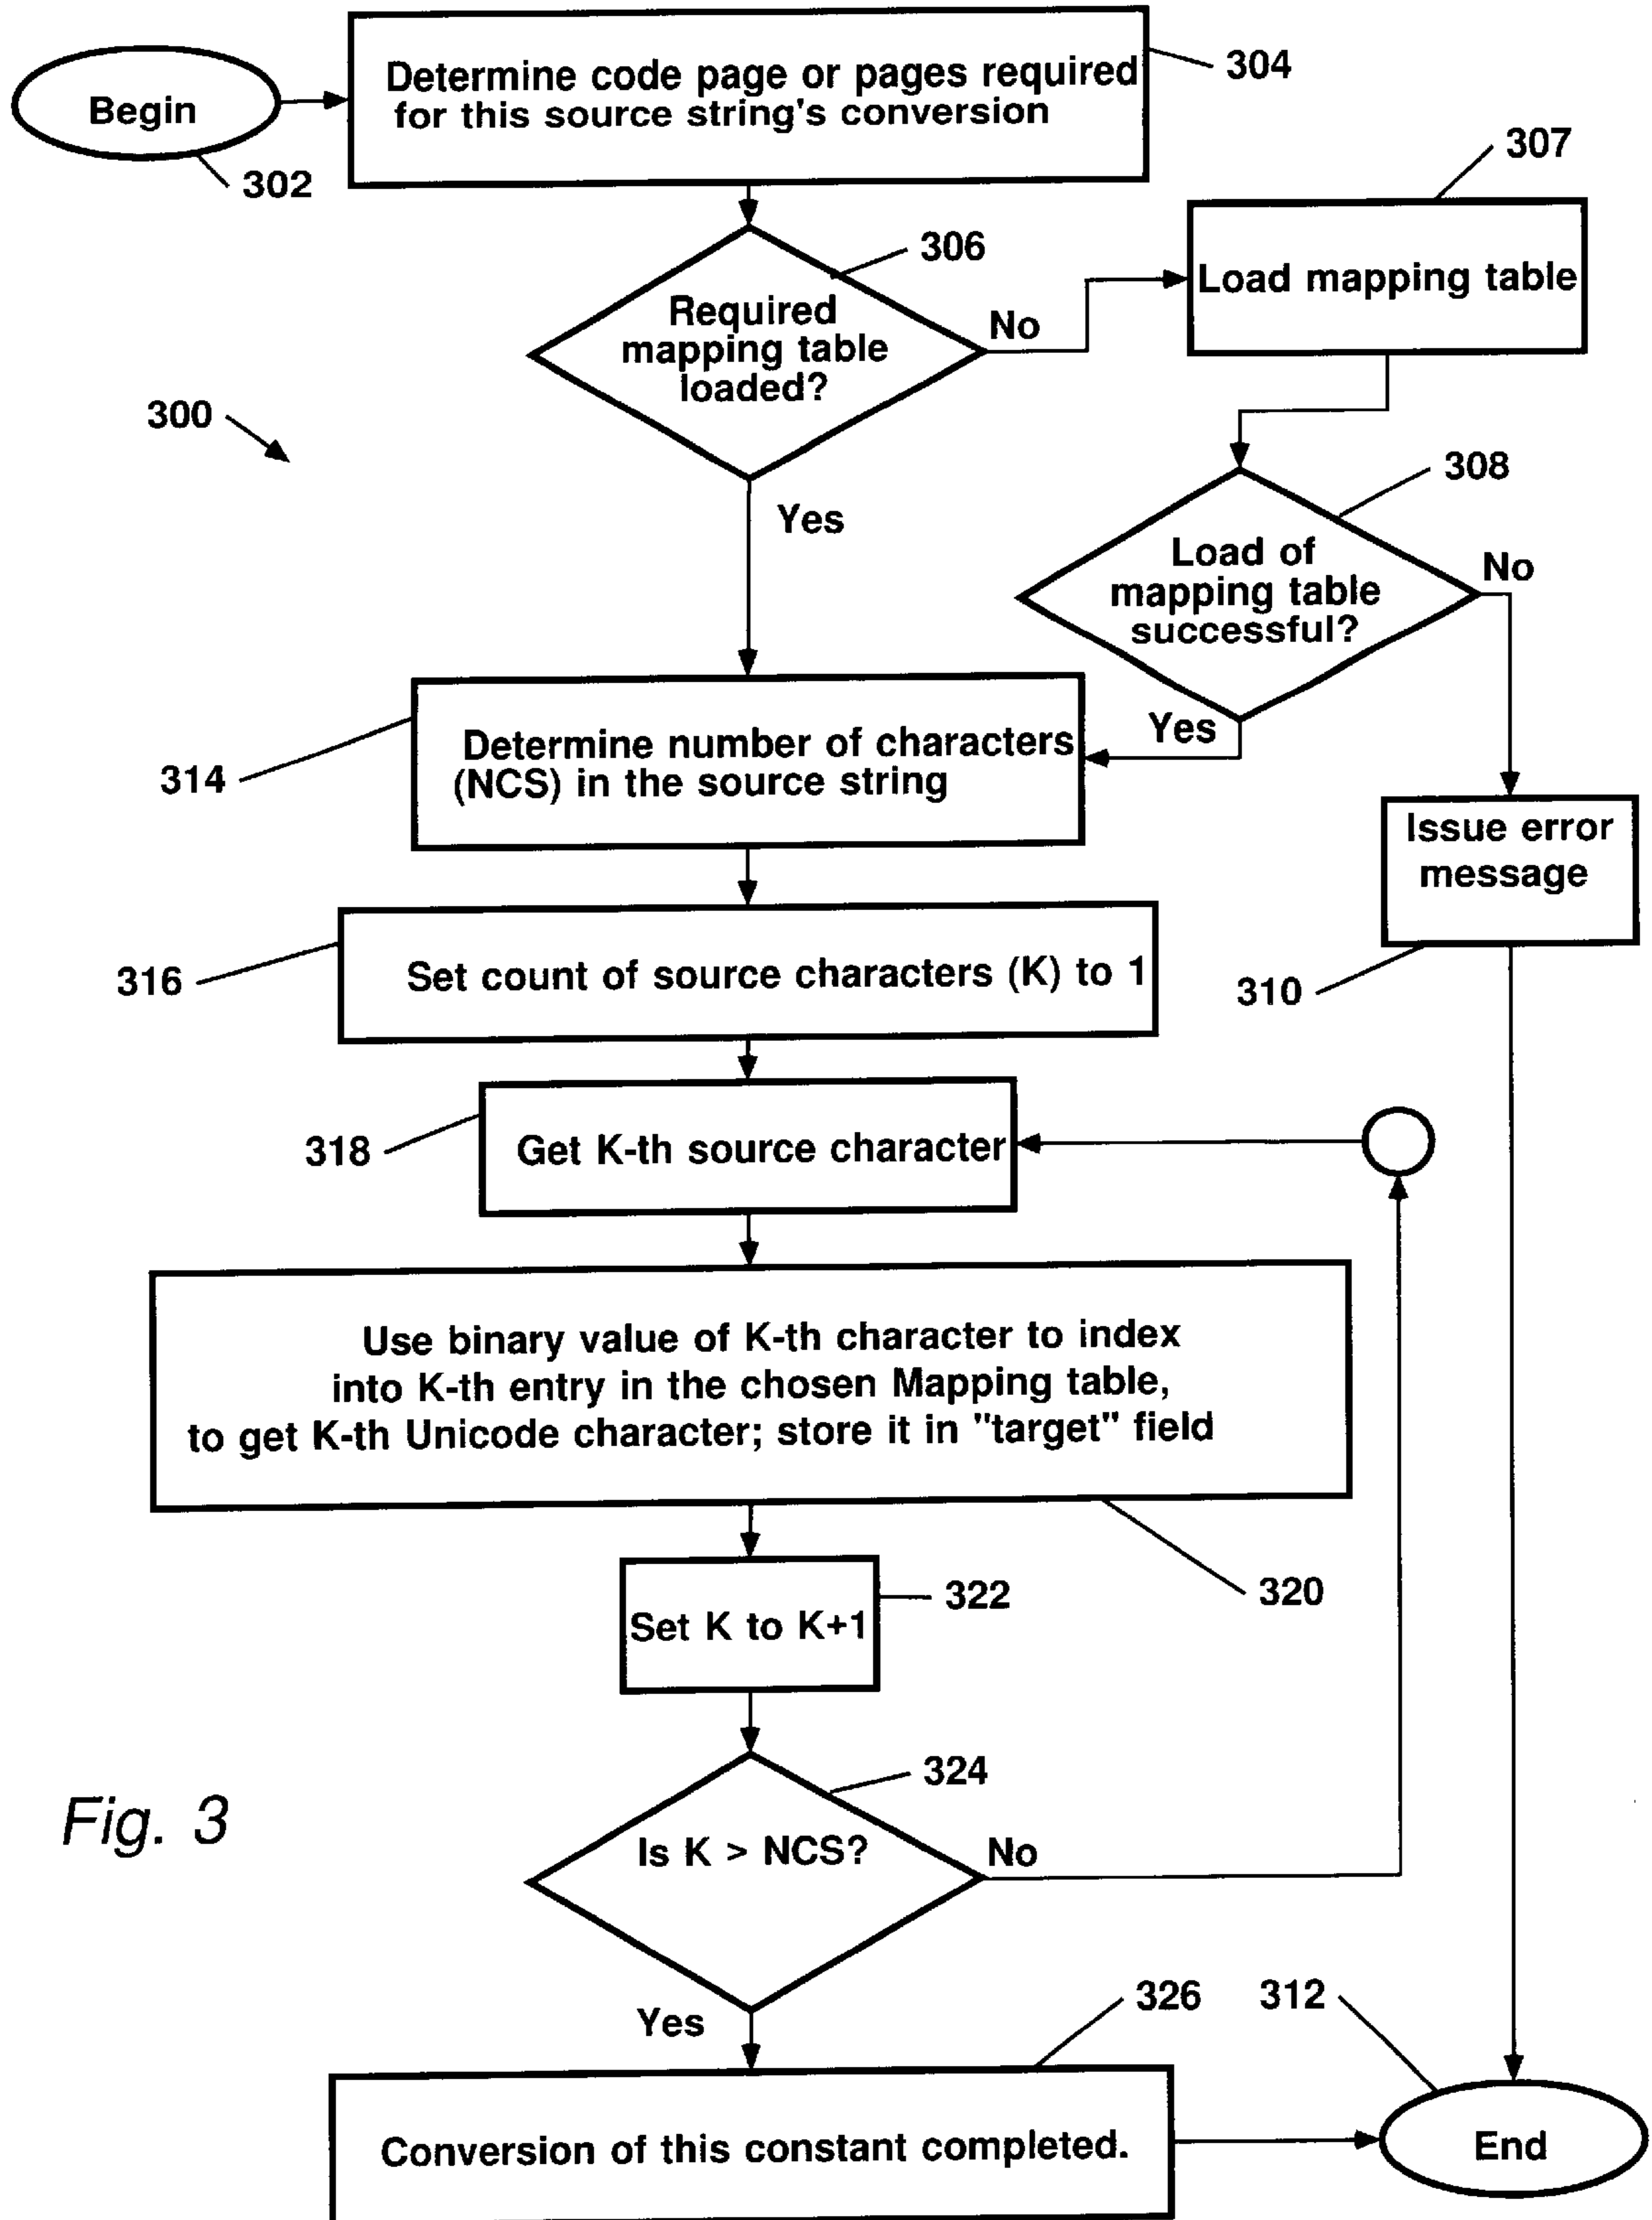 Begin
302
Determine code page or pages required
for this source string's conversion
304
306
Required
mapping table
loaded?
No
Yes
307
Load mapping table
300
308
Load of
mapping table
successful?
No
Yes
314
Determine number of characters
(NCS) in the source string
Issue error
message
310
316
Set count of source characters (K) to 1
318
Get K-th source character
Use binary value of K-th character to index
into K-th entry in the chosen Mapping table,
to get K-th Unicode character; store it in "target" field
320
Set K to K+1
322
324
Is K > NCS?
No
Yes
Fig. 3
326
312
Conversion of this constant completed.
End